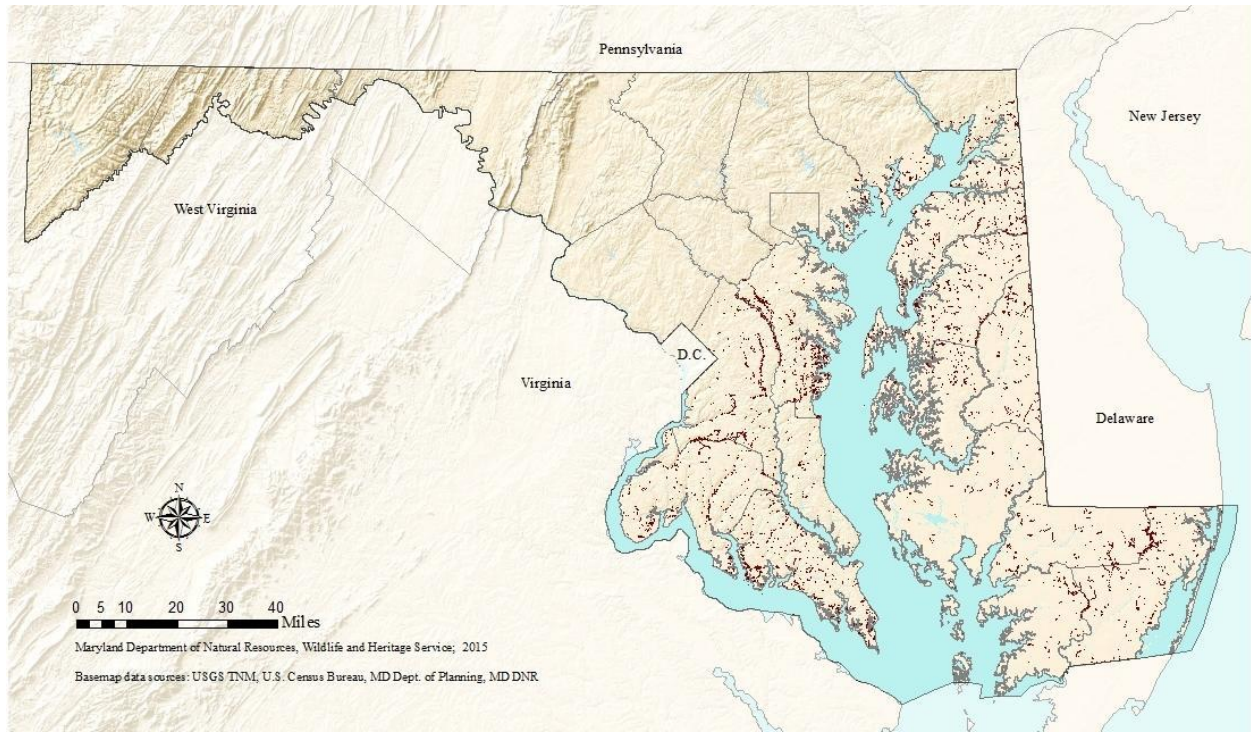 Pennsylvania
New Jersey
West Virginia
D.C.
Virginia
Delaware
N
W E
S
0 5 10 20 30 40
Miles
Maryland Department of Natural Resources, Wildlife and Heritage Service; 2015
Basemap data sources: USGS TNM, U.S. Census Bureau, MD Dept. of Planning, MD DNR